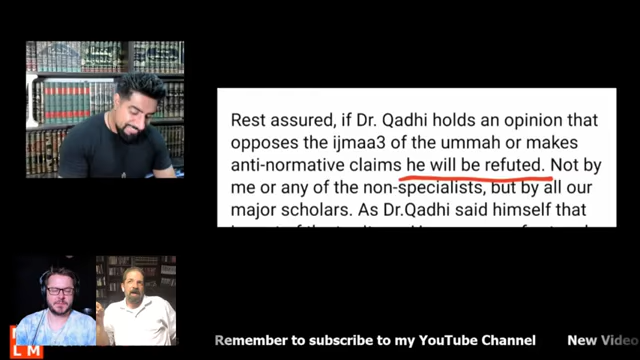 Rest assured, if Dr. Qadhi holds an opinion that
opposes the ijmaa3 of the ummah or makes
anti-normative claims he will be refuted. Not by
me or any of the non-specialists, but by all our
major scholars. As Dr.Qadhi said himself that
L M
Remember to subscribe to my YouTube Channel New Video